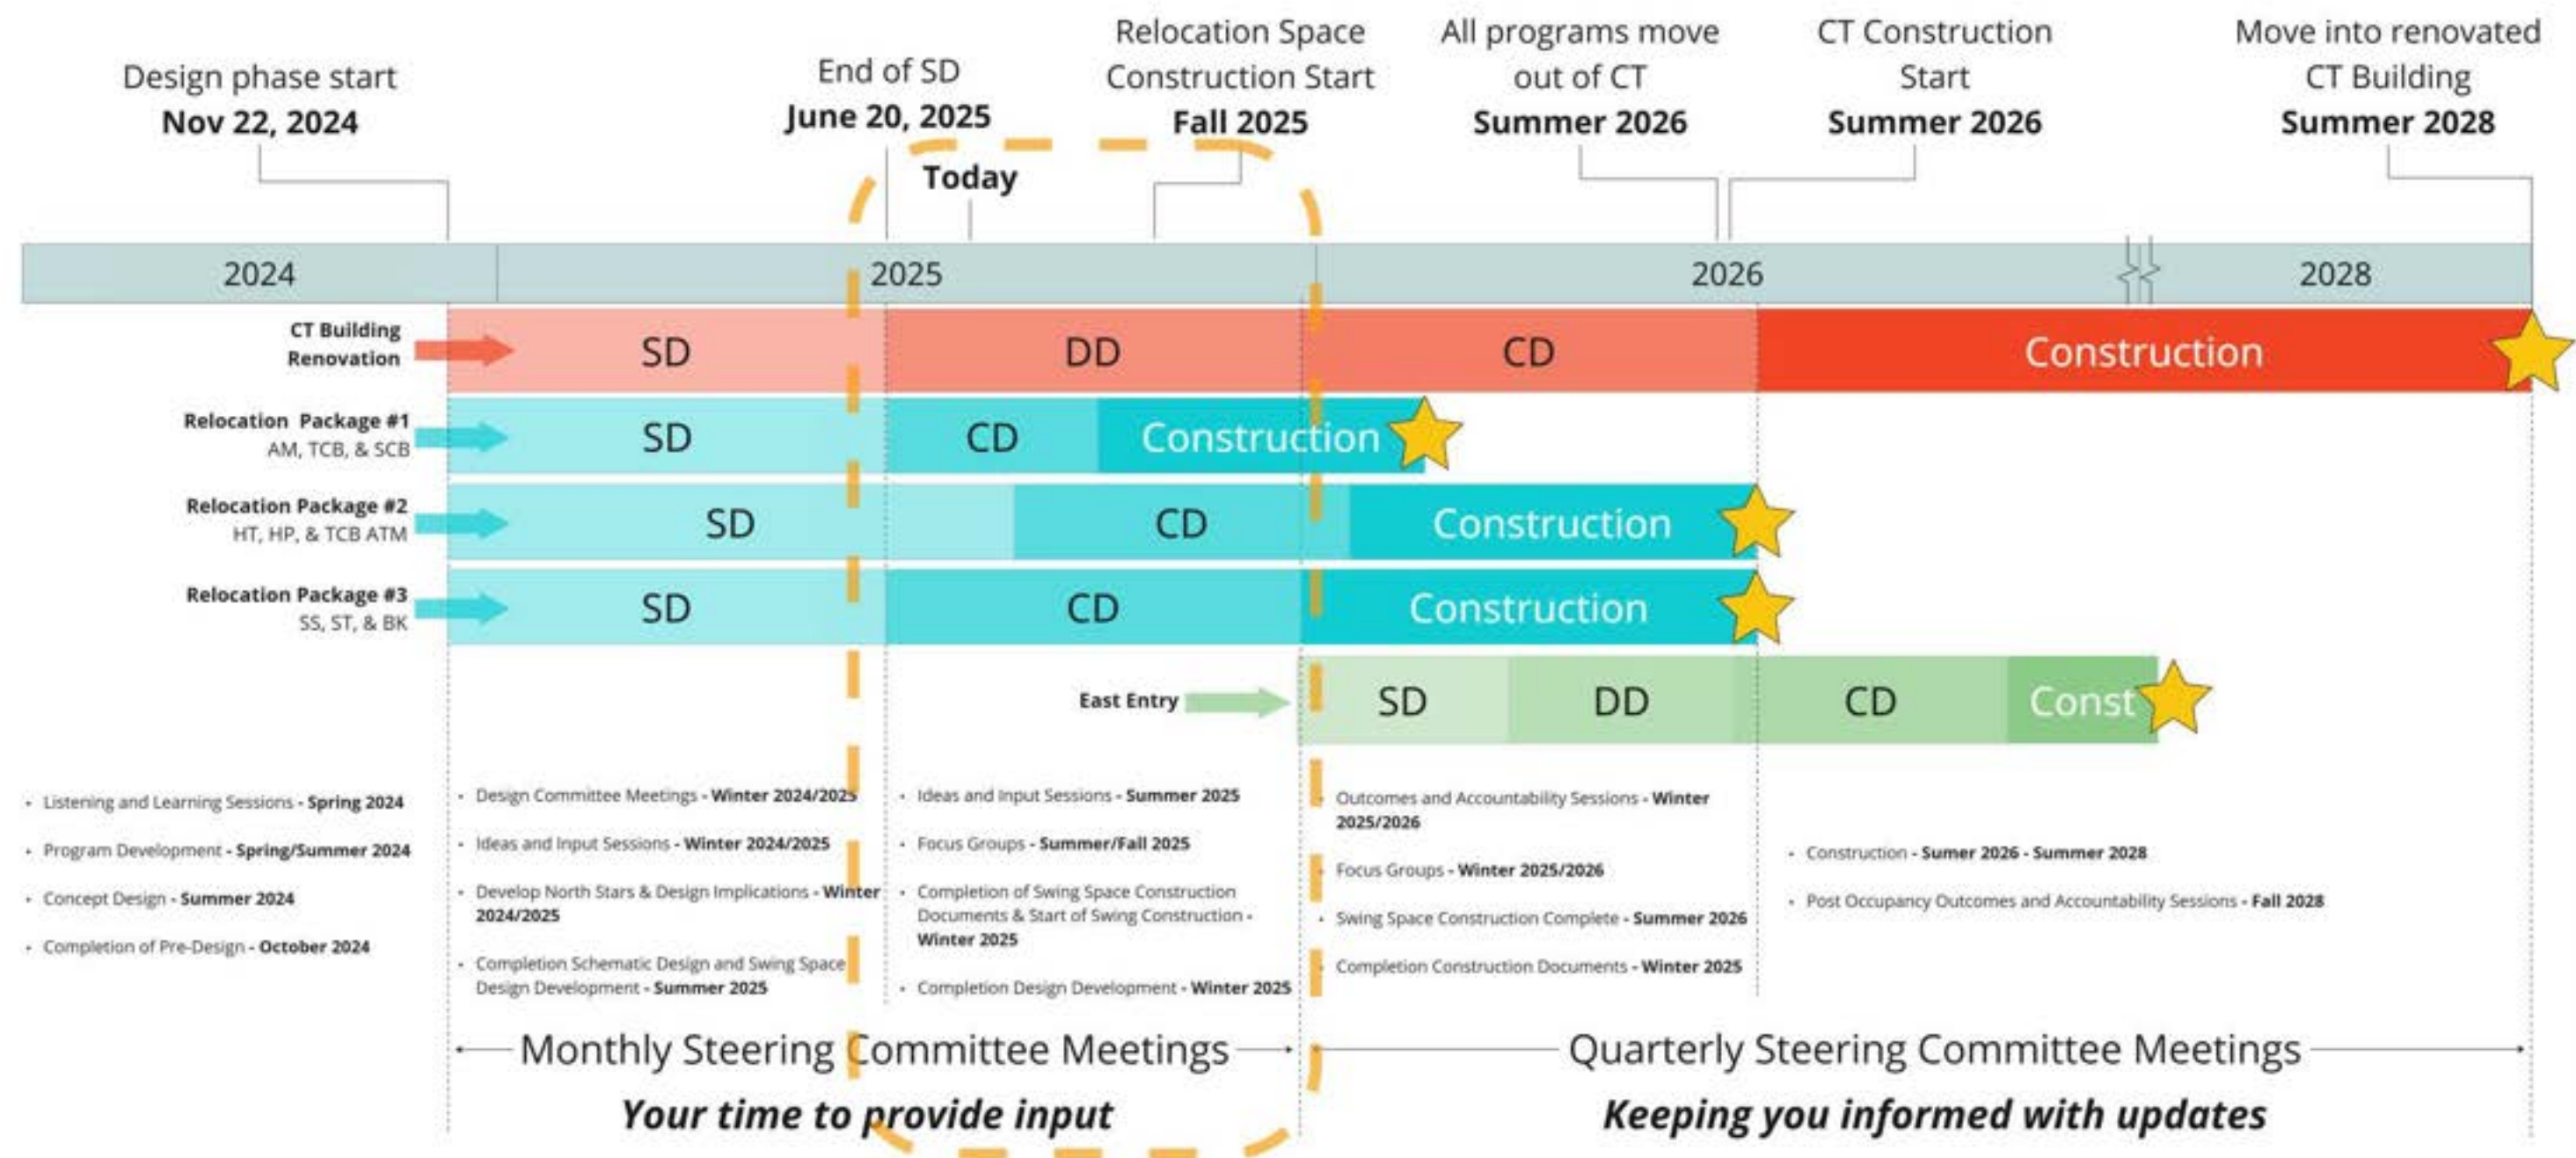 Design phase start
Nov 22, 2024
End of SD
June 20, 2025
Today
Relocation Space
Construction Start
Fall 2025
All programs move
out of CT
Summer 2026
CT Construction
Start
Summer 2026
Move into renovated
CT Building
Summer 2028
2024
2025
2026
2028
CT Building
Renovation
SD
DD
CD
Construction
Relocation Package #1
AM, TCB, & SCB
SD
CD
Construction
Relocation Package #2
HT, HP, & TCB ATM
SD
CD
Construction
Relocation Package #3
SS, ST, & BK
SD
CD
Construction
East Entry
SD
DD
CD
Const
• Listening and Learning Sessions - Spring 2024
• Program Development - Spring/Summer 2024
• Concept Design - Summer 2024
• Completion of Pre-Design - October 2024
• Design Committee Meetings - Winter 2024/2025
• Ideas and Input Sessions - Winter 2024/2025
• Develop North Stars & Design Implications - Winter
2024/2025
• Completion Schematic Design and Swing Space
Design Development - Summer 2025
• Ideas and Input Sessions - Summer 2025
• Focus Groups - Summer/Fall 2025
• Completion of Swing Space Construction
Documents & Start of Swing Construction -
Winter 2025
• Completion Design Development - Winter 2025
• Outcomes and Accountability Sessions - Winter
2025/2026
• Focus Groups - Winter 2025/2026
• Swing Space Construction Complete - Summer 2026
• Completion Construction Documents - Winter 2025
• Construction - Sumer 2026 - Summer 2028
• Post Occupancy Outcomes and Accountability Sessions - Fall 2028
Monthly Steering Committee Meetings
Your time to provide input
Quarterly Steering Committee Meetings
Keeping you informed with updates